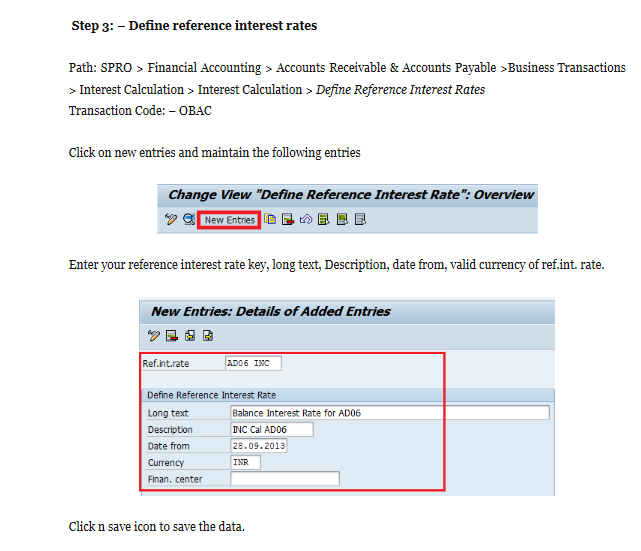 Step 3: – Define reference interest rates
Path: SPRO > Financial Accounting > Accounts Receivable & Accounts Payable >Business Transactions
> Interest Calculation > Interest Calculation > Define Reference Interest Rates
Transaction Code: – OBAC
Click on new entries and maintain the following entries
Change View "Define Reference Interest Rate": Overview
New Entries
Enter your reference interest rate key, long text, Description, date from, valid currency of ref.int. rate.
New Entries: Details of Added Entries
Ref.int.rate AD06 INC
Define Reference Interest Rate
Long text Balance Interest Rate for AD06
Description INC Cal AD06
Date from 28.09.2013
Currency INR
Finan. center
Click n save icon to save the data.